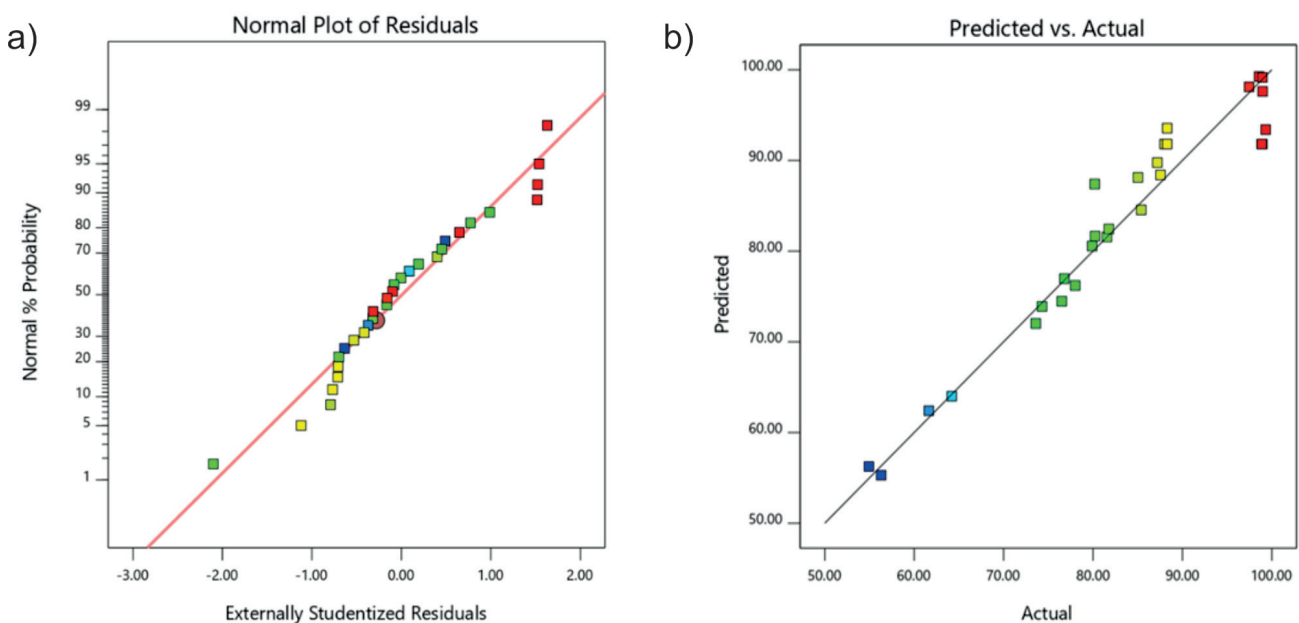 a)
Normal Plot of Residuals
99
95
90
80
70
50
30
20
10
5
1
Normal % Probability
-3.00 -2.00 -1.00 0.00 1.00 2.00
Externally Studentized Residuals
b)
Predicted vs. Actual
100.00
90.00
80.00
70.00
60.00
50.00
Predicted
50.00 60.00 70.00 80.00 90.00 100.00
Actual